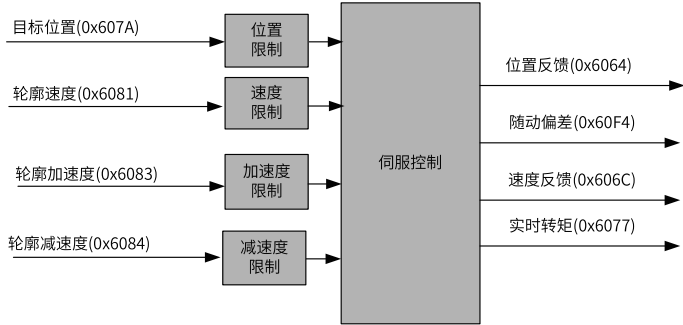 目标位置(0x607A)
位置
限制
轮廓速度(0x6081)
速度
限制
轮廓加速度(0x6083)
加速度
限制
轮廓减速度(0x6084)
减速度
限制
伺服控制
位置反馈(0x6064)
随动偏差(0x60F4)
速度反馈(0x606C)
实时转矩(0x6077)